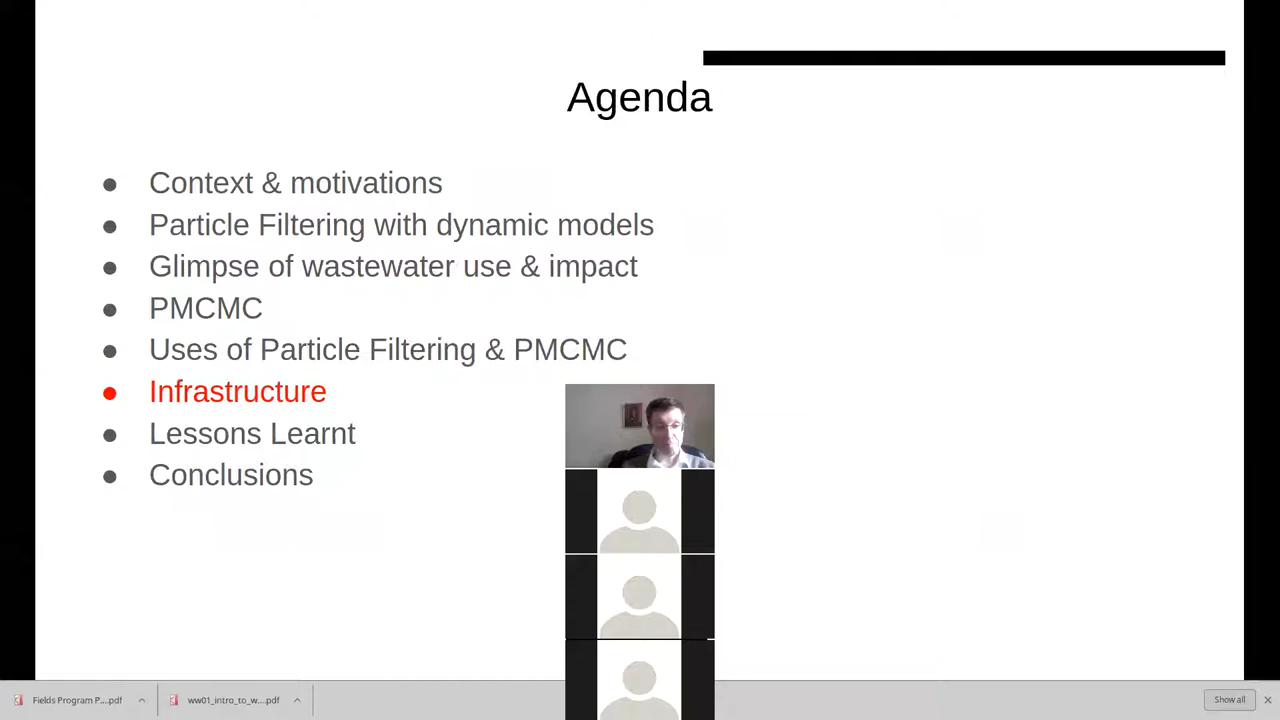 Agenda
● Context & motivations
● Particle Filtering with dynamic models
● Glimpse of wastewater use & impact
● PMCMC
● Uses of Particle Filtering & PMCMC
● Infrastructure
● Lessons Learnt
● Conclusions
Fields Program P....pdf
ww01_intro_to_w....pdf
Show all